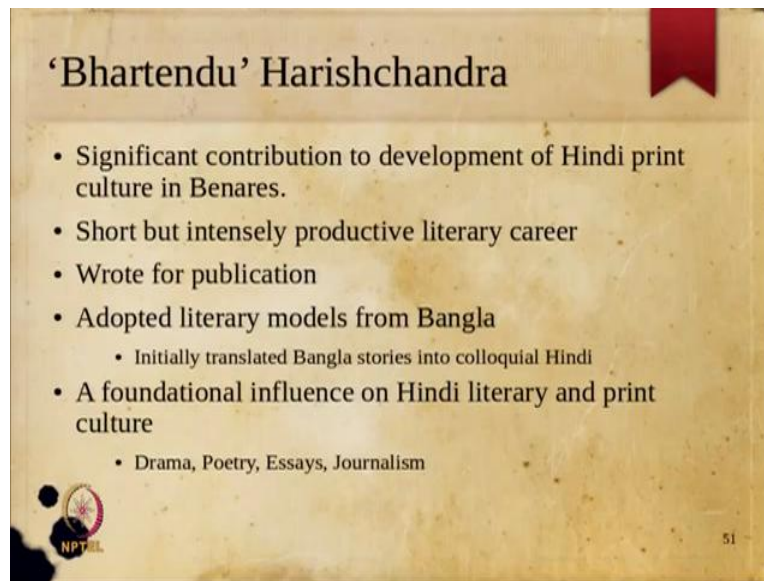 ‘Bhartendu’ Harishchandra
• Significant contribution to development of Hindi print
culture in Benares.
• Short but intensely productive literary career
• Wrote for publication
• Adopted literary models from Bangla
• Initially translated Bangla stories into colloquial Hindi
• A foundational influence on Hindi literary and print
culture
• Drama, Poetry, Essays, Journalism
NPTEL
51